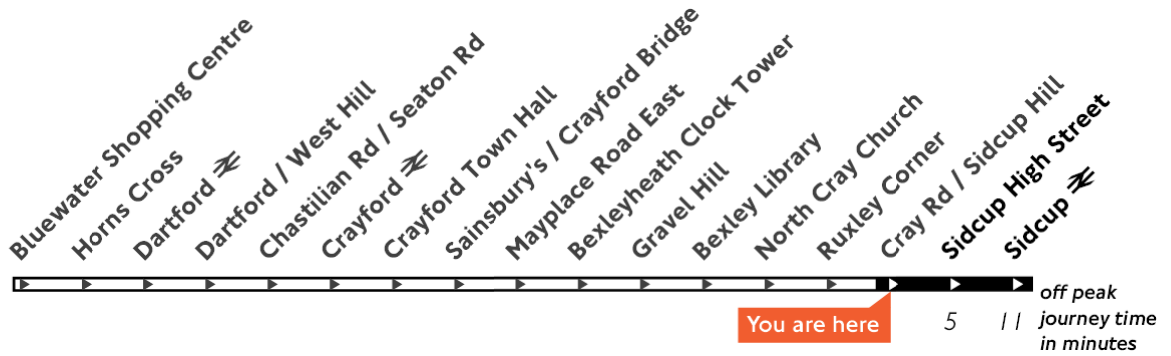 Bluewater Shopping Centre
Horns Cross
Dartford
Dartford / West Hill
Chastilian Rd / Seaton Rd
Crayford
Crayford Town Hall
Sainsbury's / Crayford Bridge
Mayplace Road East
Bexleyheath Clock Tower
Gravel Hill
Bexley Library
North Cray Church
Ruxley Corner
Cray Rd / Sidcup Hill
Sidcup High Street
Sidcup
You are here
5
11
off peak
journey time
in minutes